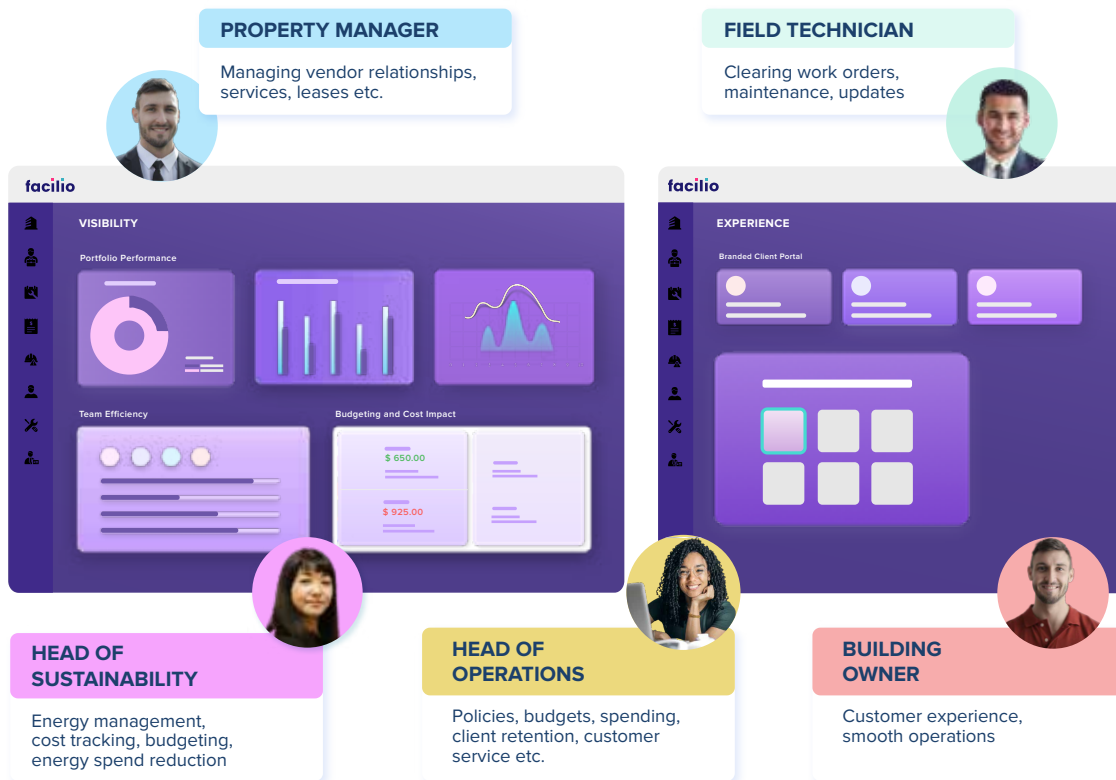 PROPERTY MANAGER
Managing vendor relationships,
services, leases etc.
FIELD TECHNICIAN
Clearing work orders,
maintenance, updates
facilio
VISIBILITY
Portfolio Performance
Team Efficiency
Budgeting and Cost Impact
$ 650.00
$ 925.00
facilio
EXPERIENCE
Branded Client Portal
HEAD OF
SUSTAINABILITY
Energy management,
cost tracking, budgeting,
energy spend reduction
HEAD OF
OPERATIONS
Policies, budgets, spending,
client retention, customer
service etc.
BUILDING
OWNER
Customer experience,
smooth operations